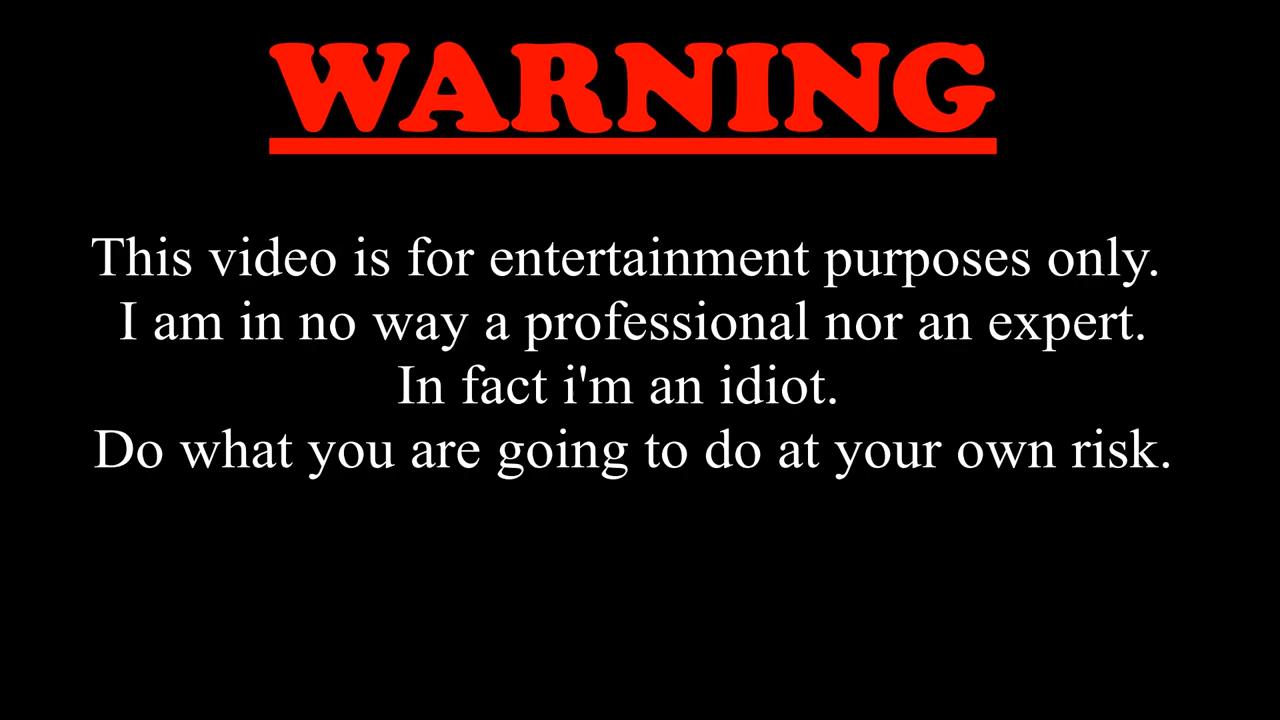 WARNING
This video is for entertainment purposes only.
I am in no way a professional nor an expert.
In fact i'm an idiot.
Do what you are going to do at your own risk.